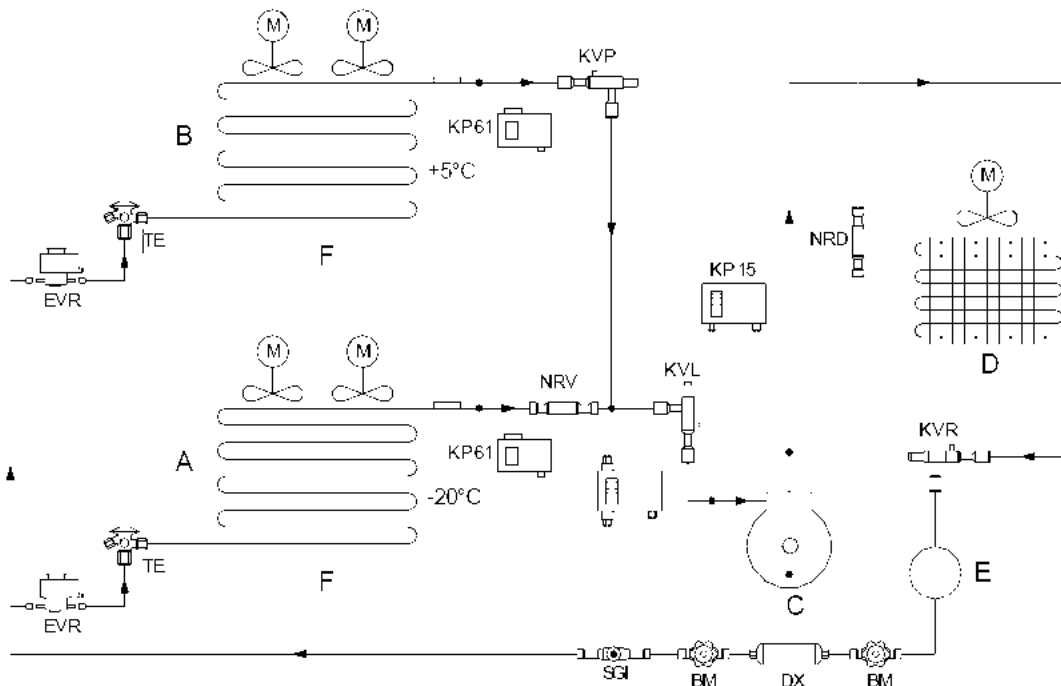 M M
KVP
KP61
B
+5°C
M
TE
F
NRD
EVR
KP 15
D
M M
NRV
KVL
KVR
A
KP61
-20°C
TE
F
E
C
EVR
SGI
BM
DX
BM